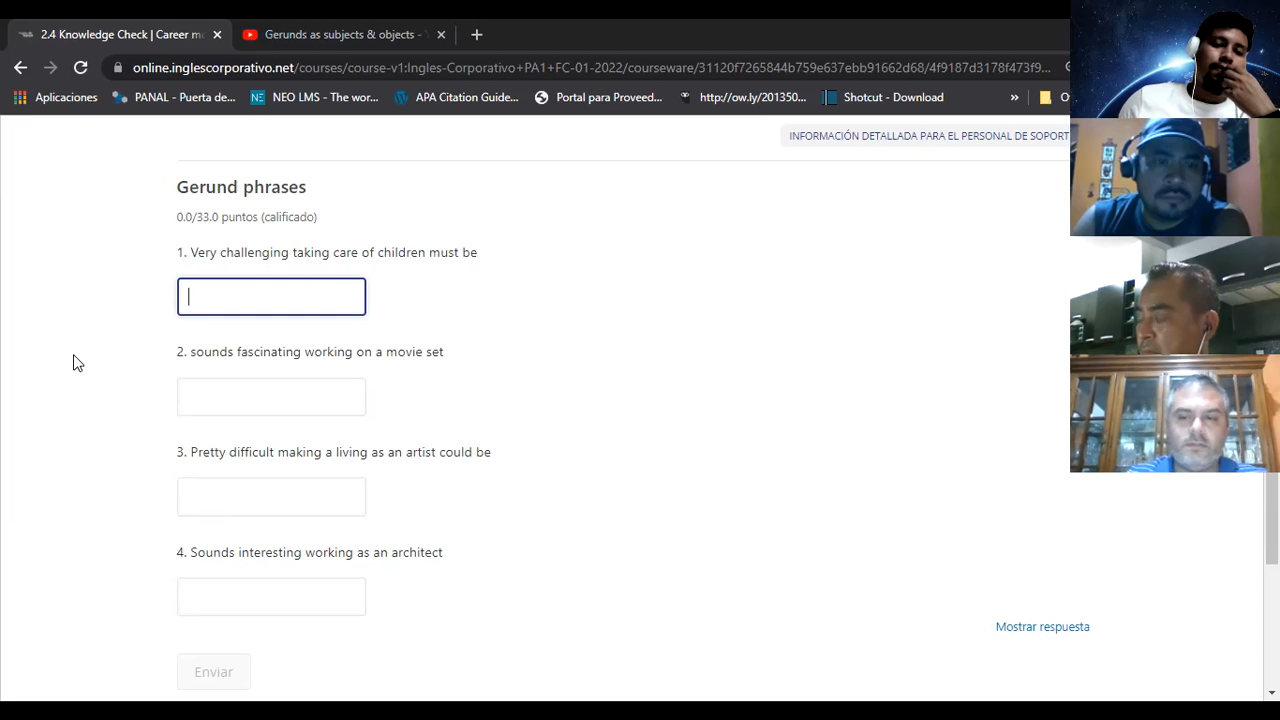 2.4 Knowledge Check | Career mo
Gerunds as subjects & objects -
online.inglescorporativo.net/courses/course-v1:Ingles-Corporativo+IA1+FC-01-2022/courseware/31120f7265844b759e637ebb91662d68/4f9187d3178f473f9...
Aplicaciones
PANAL - Puerta de...
NEO LMS - The wor...
APA Citation Guide...
Portal para Proveed...
http://ow.ly/201350...
Shotcut - Download
»
INFORMACIÓN DETALLADA PARA EL PERSONAL DE SOPORT
Gerund phrases
0.0/33.0 puntos (calificado)
1. Very challenging taking care of children must be
2. sounds fascinating working on a movie set
3. Pretty difficult making a living as an artist could be
4. Sounds interesting working as an architect
Mostrar respuesta
Enviar